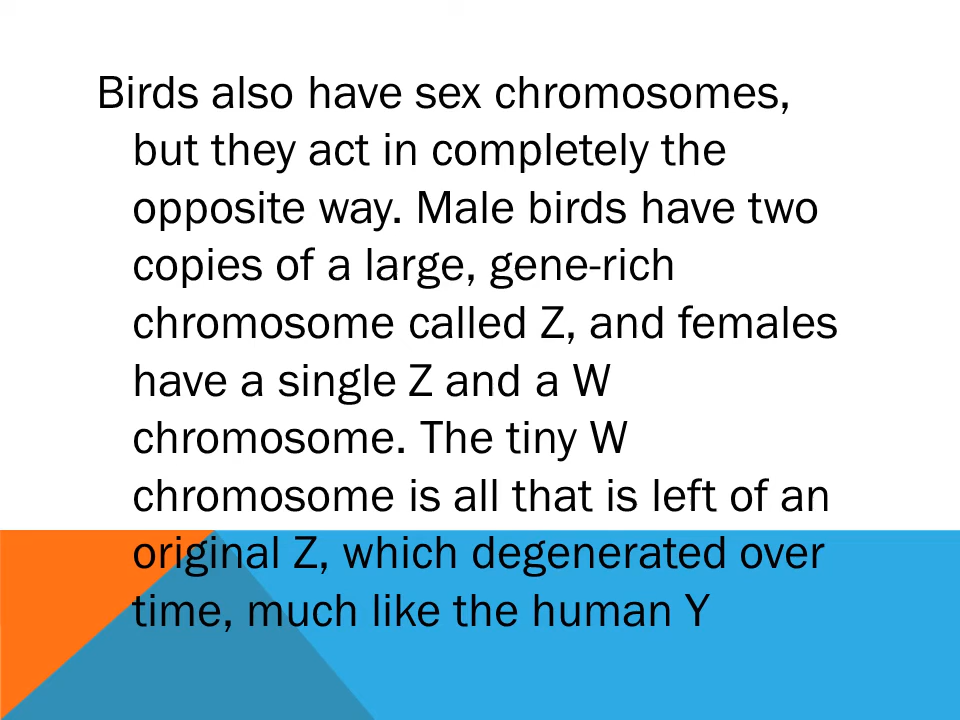 Birds also have sex chromosomes,
but they act in completely the
opposite way. Male birds have two
copies of a large, gene-rich
chromosome called Z, and females
have a single Z and a W
chromosome. The tiny W
chromosome is all that is left of an
original Z, which degenerated over
time, much like the human Y